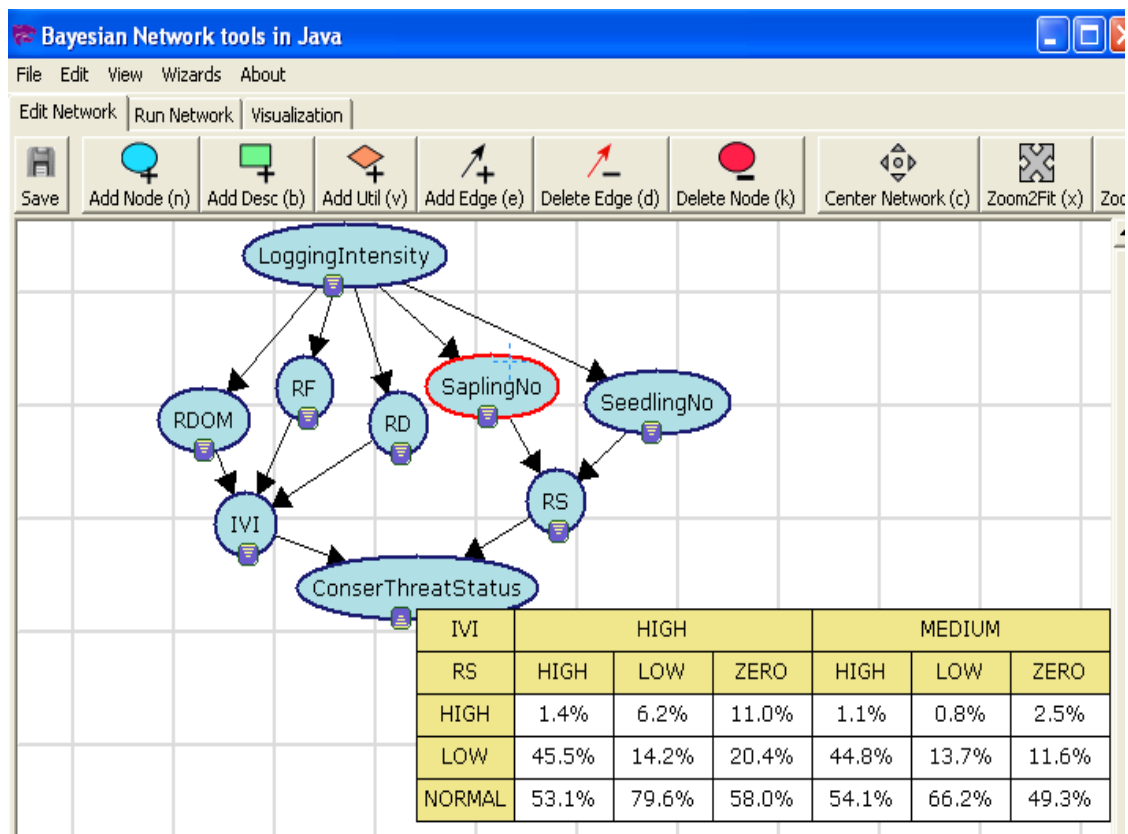 Bayesian Network tools in Java
File Edit View Wizards About
Edit Network Run Network Visualization
Save Add Node (n) Add Desc (b) Add Util (v) Add Edge (e) Delete Edge (d) Delete Node (k) Center Network (c) Zoom2Fit (x) Zoo
LoggingIntensity
RF SaplingNo
RDOM RD SeedlingNo
IVI RS
ConserThreatStatus
IVI HIGH MEDIUM
RS HIGH LOW ZERO HIGH LOW ZERO
HIGH 1.4% 6.2% 11.0% 1.1% 0.8% 2.5%
LOW 45.5% 14.2% 20.4% 44.8% 13.7% 11.6%
NORMAL 53.1% 79.6% 58.0% 54.1% 66.2% 49.3%